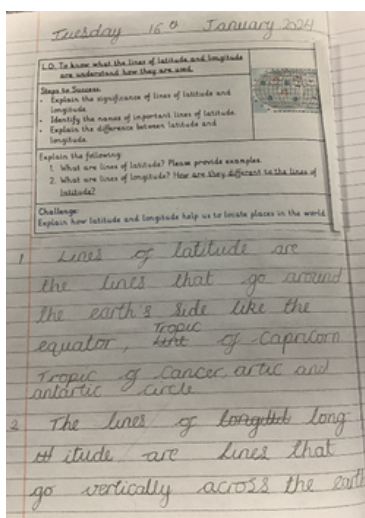 Tuesday 16th January 2024
L.O. To know what the lines of latitude and longitude
are understand how they are used.
Steps to Success:
• Explain the significance of lines of latitude and
longitude.
• Identify the names of important lines of latitude.
• Explain the difference between latitude and
longitude.
Explain the following:
1. What are lines of latitude? Please provide examples.
2. What are lines of longitude? How are they different to the lines of
latitude?
Challenge:
Explain how latitude and longitude help us to locate places in the world.
1 Lines of latitude are
the lines that go around
the earth's side like the
equator, Tropic of Capricorn
Tropic of Cancer, artic and
antartic circle
2 The lines of long
itude are lines that
go vertically across the earth